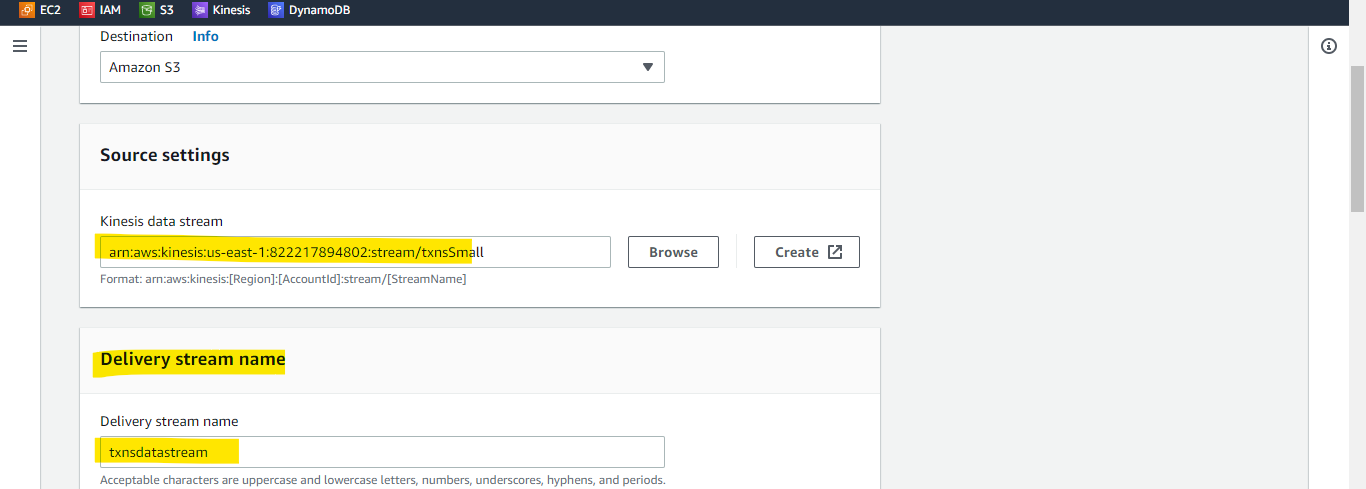 EC2 IAM S3 Kinesis DynamoDB
Destination Info
Amazon S3
Source settings
Kinesis data stream
arn:aws:kinesis:us-east-1:822217894802:stream/txnsSmall
Browse
Create
Format: arn:aws:kinesis:[Region]:[AccountId]:stream/[StreamName]
Delivery stream name
Delivery stream name
txnsdatastream
Acceptable characters are uppercase and lowercase letters, numbers, underscores, hyphens, and periods.